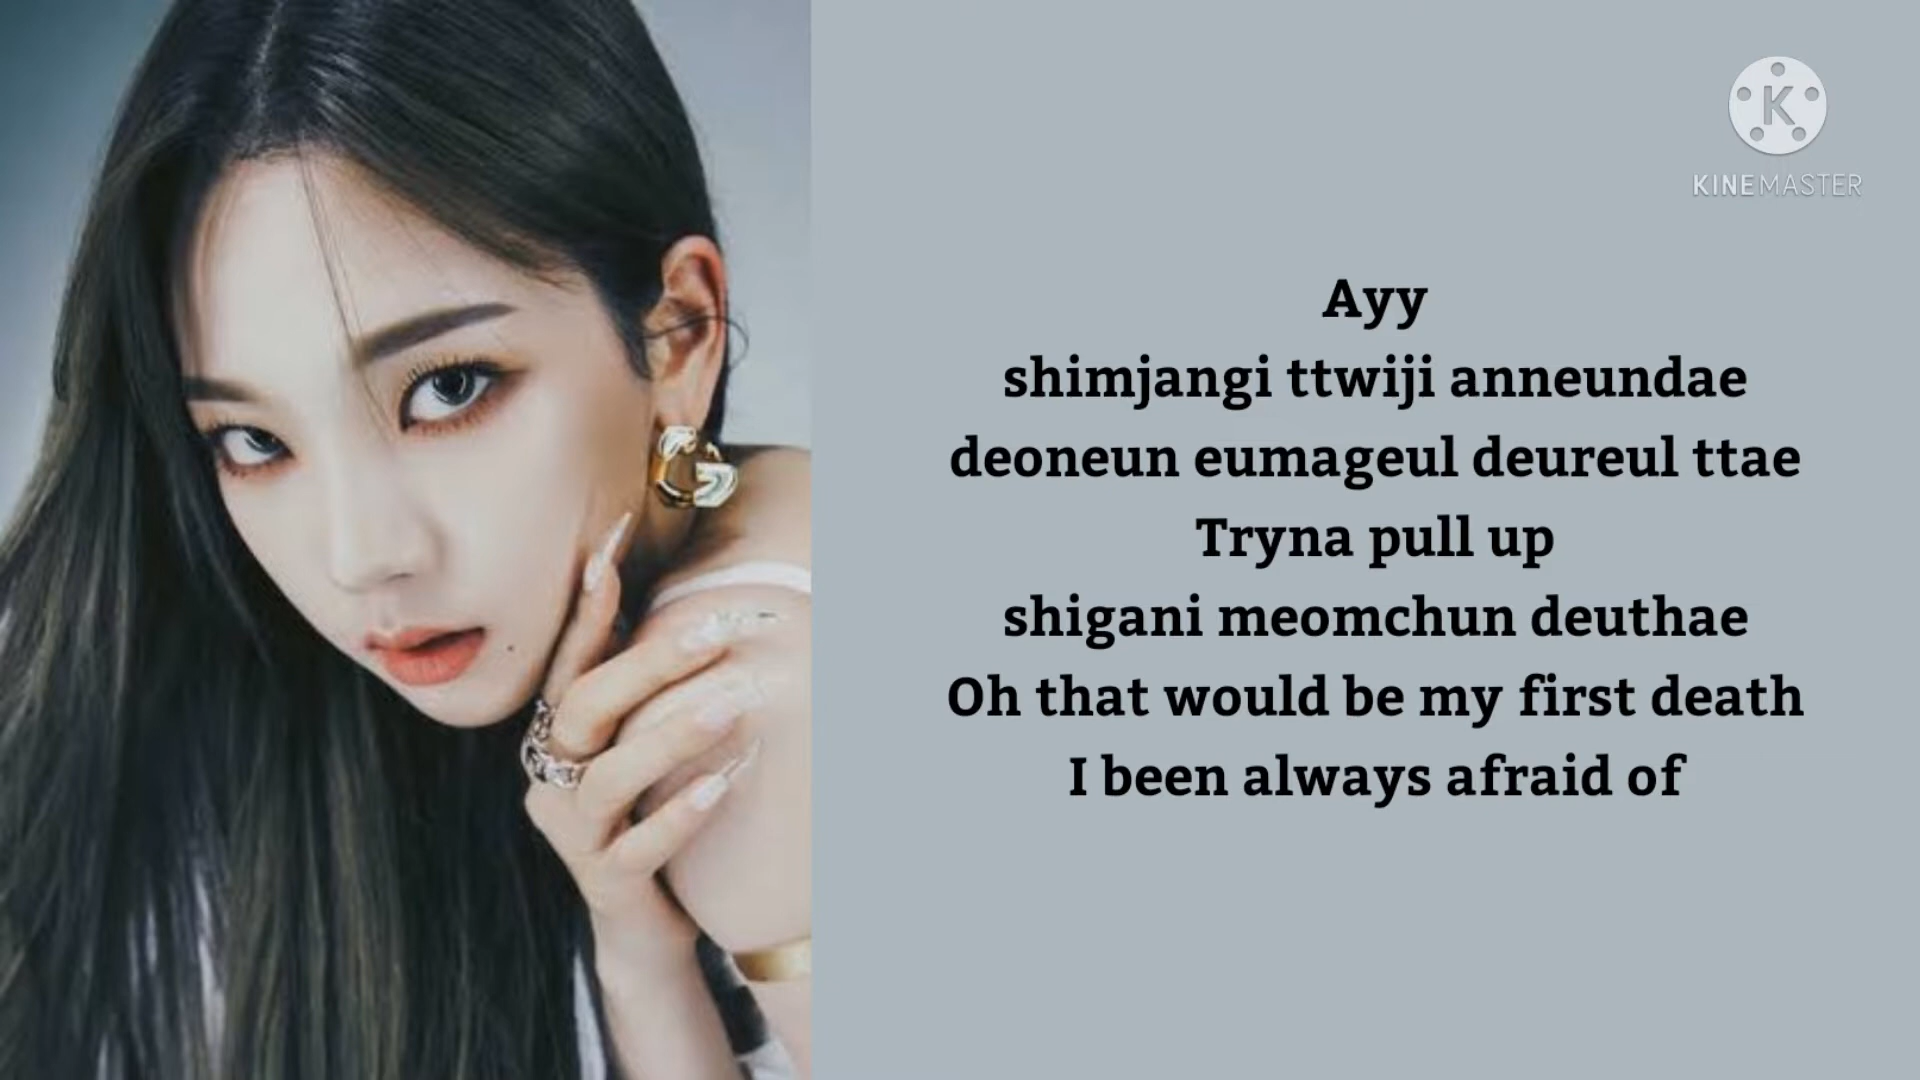 K
KINEMASTER
Ayy
shimjangi ttwiji anneundae
deoneun eumageul deureul ttae
Tryna pull up
shigani meomchun deuthae
Oh that would be my first death
I been always afraid of